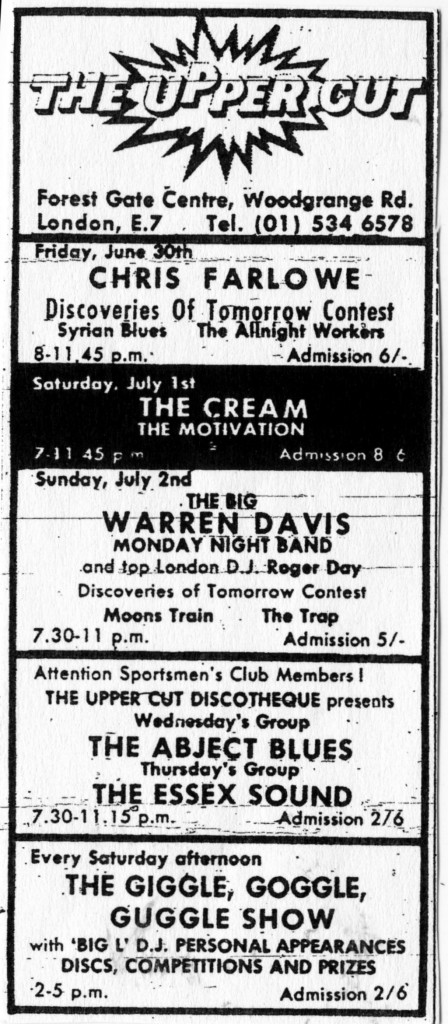 THE UPPER CUT
Forest Gate Centre, Woodgrange Rd.
London, E.7 Tel. (01) 534 6578
Friday, June 30th
CHRIS FARLOWE
Discoveries Of Tomorrow Contest
Syrian Blues The Allnight Workers
8-11.45 p.m. Admission 6/-
Saturday, July 1st
THE CREAM
THE MOTIVATION
7-11 45 p m Admission 8 6
Sunday, July 2nd
THE BIG
WARREN DAVIS
MONDAY NIGHT BAND
and top London D.J. Roger Day
Discoveries of Tomorrow Contest
Moons Train The Trap
7.30-11 p.m. Admission 5/-
Attention Sportsmen's Club Members!
THE UPPER CUT DISCOTHEQUE presents
Wednesday's Group
THE ABJECT BLUES
Thursday's Group
THE ESSEX SOUND
7.30-11.15 p.m. Admission 2/6
Every Saturday afternoon
THE GIGGLE, GOGGLE,
GUGGLE SHOW
with 'BIG L' D.J. PERSONAL APPEARANCES
DISCS, COMPETITIONS AND PRIZES
2-5 p.m. Admission 2/6